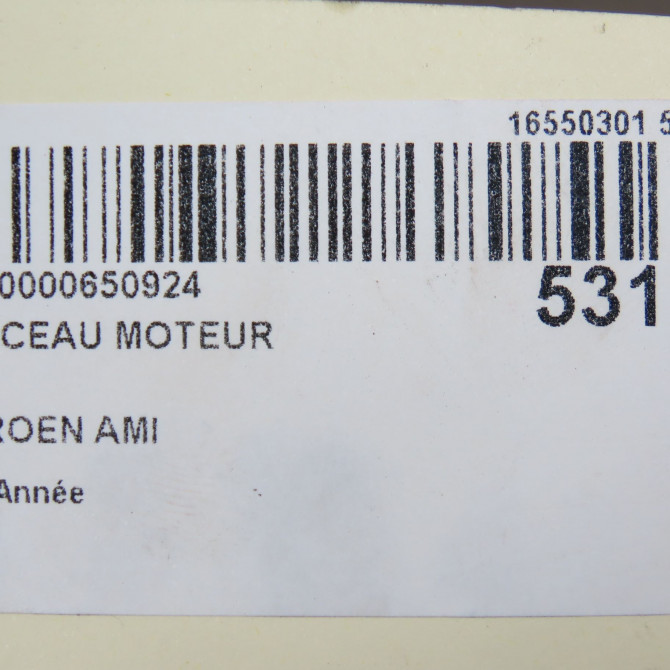 16550301 5
0000650924
531
CEAU MOTEUR
ROEN AMI
Année